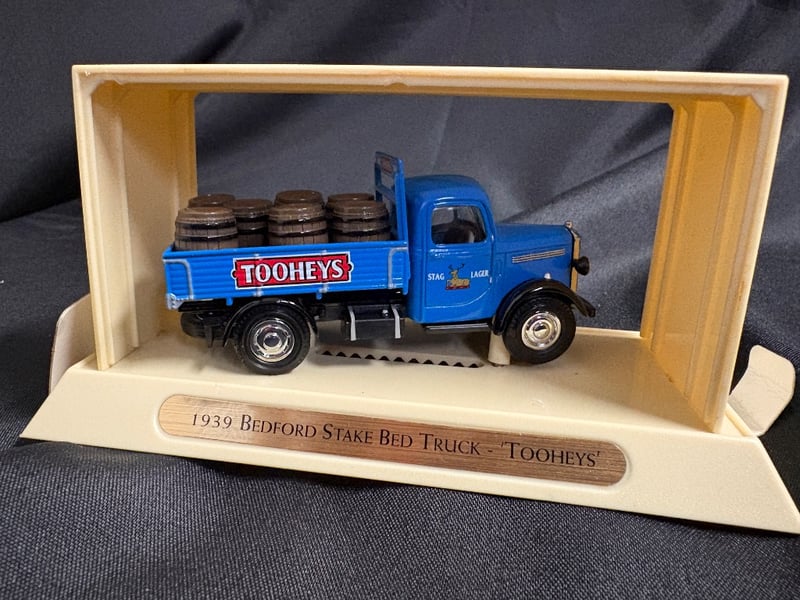 TOOHEYS
STAG LAGER
1939 BEDFORD STAKE BED TRUCK - 'TOOHEYS'